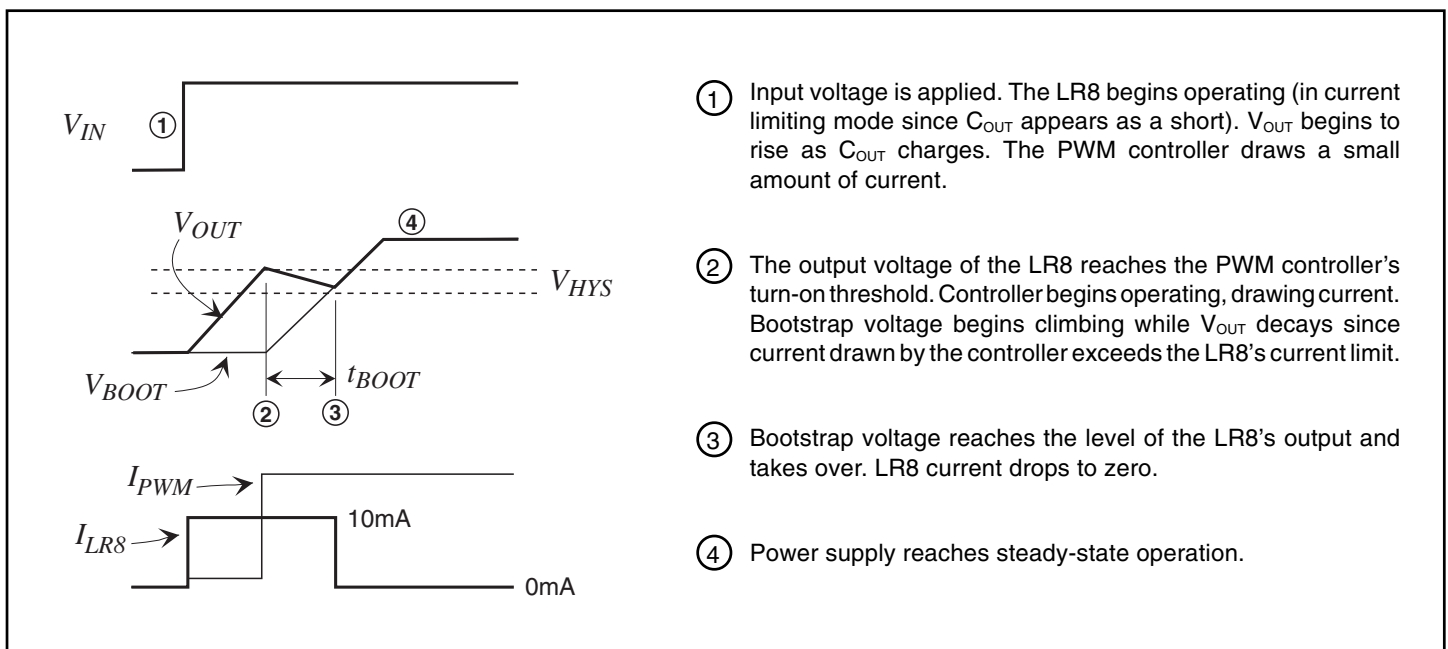 V_IN
①
V_OUT
④
V_HYS
V_BOOT
t_BOOT
②
③
I_PWM
I_LR8
10mA
0mA
① Input voltage is applied. The LR8 begins operating (in current
limiting mode since C_OUT appears as a short). V_OUT begins to
rise as C_OUT charges. The PWM controller draws a small
amount of current.
② The output voltage of the LR8 reaches the PWM controller’s
turn-on threshold. Controller begins operating, drawing current.
Bootstrap voltage begins climbing while V_OUT decays since
current drawn by the controller exceeds the LR8’s current limit.
③ Bootstrap voltage reaches the level of the LR8’s output and
takes over. LR8 current drops to zero.
④ Power supply reaches steady-state operation.